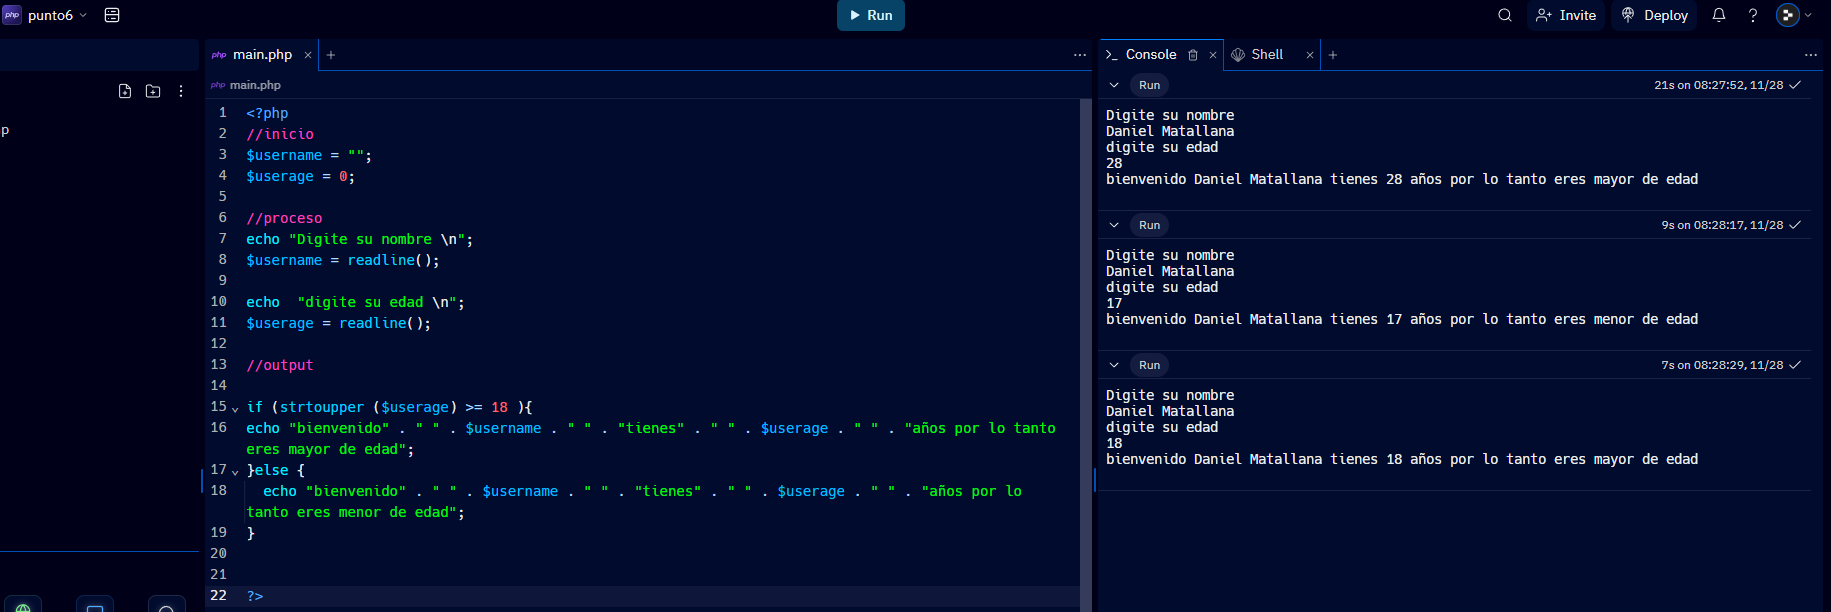 php punto6
Run
Invite
Deploy
?
php main.php × +
Console ×
Shell × +
php main.php
p
1 <?php
2 //inicio
3 $username = "";
4 $userage = 0;
5
6 //proceso
7 echo "Digite su nombre \n";
8 $username = readline();
9
10 echo  "digite su edad \n";
11 $userage = readline();
12
13 //output
14
15 if (strtoupper ($userage) >= 18 ){
16 echo "bienvenido" . " " . $username . " " . "tienes" . " " . $userage . " " . "años por lo tanto
eres mayor de edad";
17 }else {
18   echo "bienvenido" . " " . $username . " " . "tienes" . " " . $userage . " " . "años por lo
tanto eres menor de edad";
19 }
20
21
22 ?>
Run 21s on 08:27:52, 11/28
Digite su nombre
Daniel Matallana
digite su edad
28
bienvenido Daniel Matallana tienes 28 años por lo tanto eres mayor de edad
Run 9s on 08:28:17, 11/28
Digite su nombre
Daniel Matallana
digite su edad
17
bienvenido Daniel Matallana tienes 17 años por lo tanto eres menor de edad
Run 7s on 08:28:29, 11/28
Digite su nombre
Daniel Matallana
digite su edad
18
bienvenido Daniel Matallana tienes 18 años por lo tanto eres mayor de edad